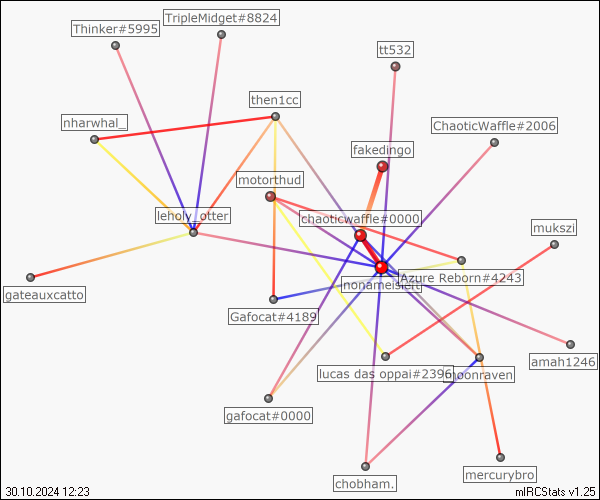 TripleMidget#8824
Thinker#5995
tt532
then1cc
nharwhal_
ChaoticWaffle#2006
fakedingo
motorthud
leholy_otter
chaoticwaffle#0000
mukszi
Azure Reborn#4243
gateauxcatto
Gafocat#4189
amah1246
lucas das oppai#2396
moonraven
gafocat#0000
mercurybro
chobham.
30.10.2024 12:23
mIRCStats v1.25